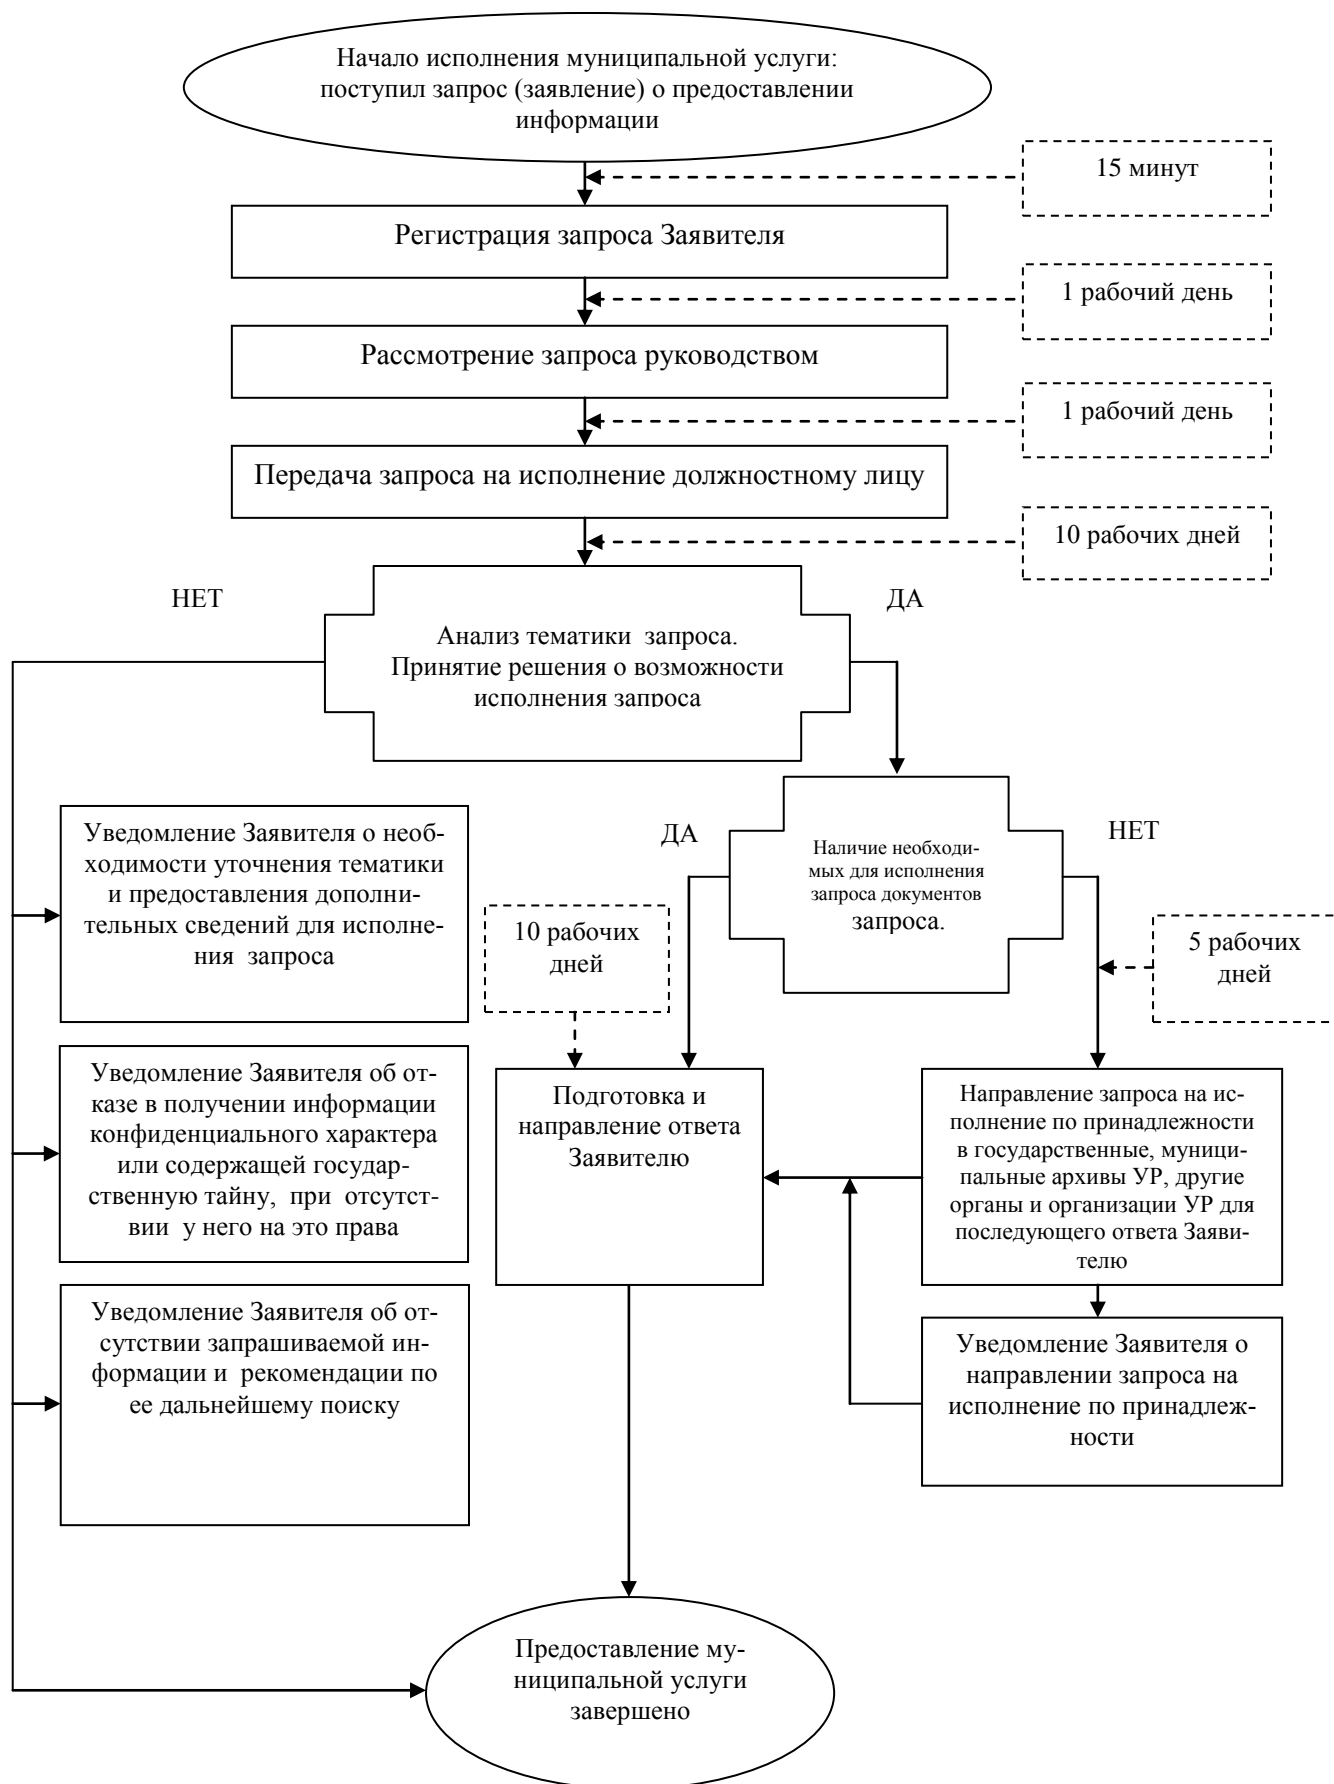 Начало исполнения муниципальной услуги:
поступил запрос (заявление) о предоставлении
информации
15 минут
Регистрация запроса Заявителя
1 рабочий день
Рассмотрение запроса руководством
1 рабочий день
Передача запроса на исполнение должностному лицу
10 рабочих дней
НЕТ
ДА
Анализ тематики запроса.
Принятие решения о возможности
исполнения запроса
Уведомление Заявителя о необ-
ходимости уточнения тематики
и предоставления дополни-
тельных сведений для исполне-
ния запроса
ДА
НЕТ
Наличие необходи-
мых для исполнения
запроса документов
запроса.
10 рабочих
дней
5 рабочих
дней
Уведомление Заявителя об от-
казе в получении информации
конфиденциального характера
или содержащей государ-
ственную тайну, при отсутст-
вии у него на это права
Подготовка и
направление ответа
Заявителю
Направление запроса на ис-
полнение по принадлежности
в государственные, муници-
пальные архивы УР, другие
органы и организации УР для
последующего ответа Заяви-
телю
Уведомление Заявителя об от-
сутствии запрашиваемой ин-
формации и рекомендации по
ее дальнейшему поиску
Уведомление Заявителя о
направлении запроса на
исполнение по принадлеж-
ности
Предоставление му-
ниципальной услуги
завершено